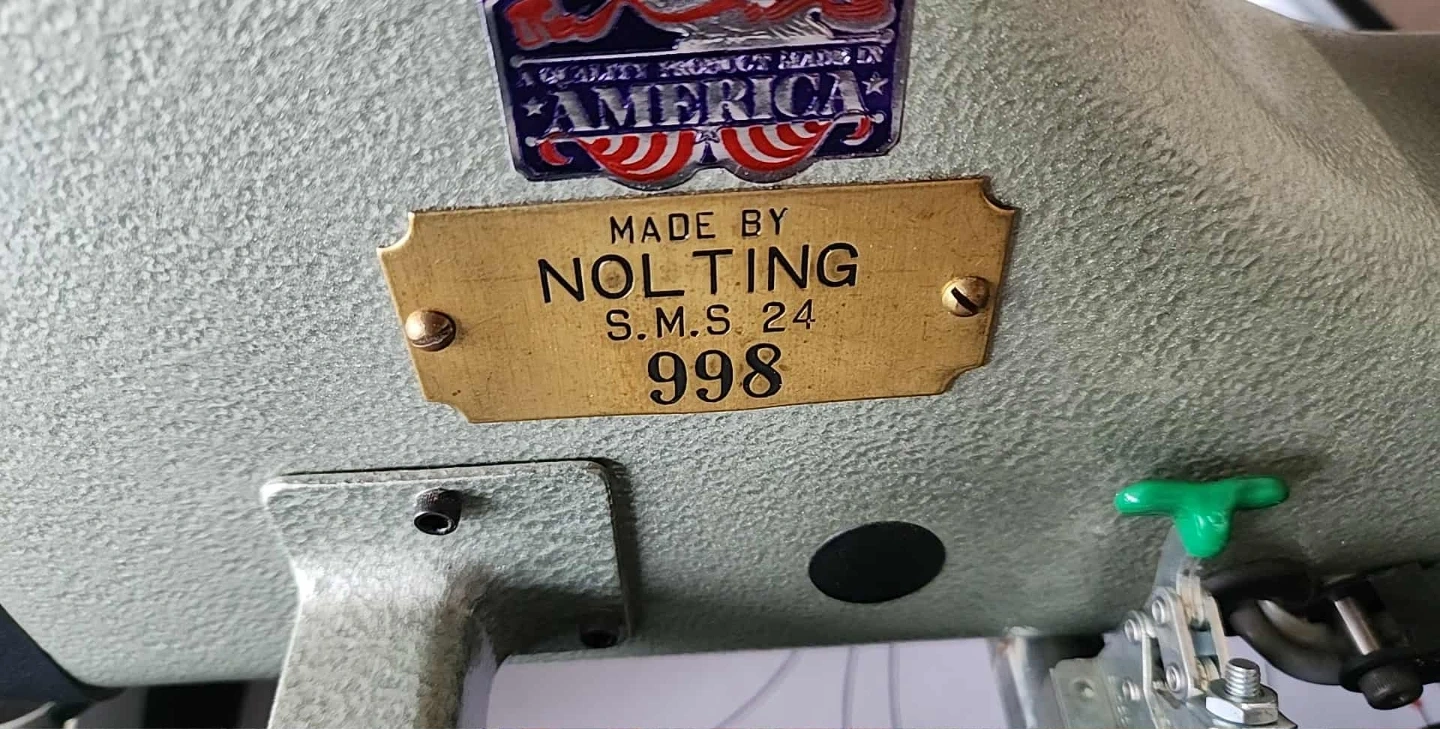 A QUALITY PRODUCT MADE IN
AMERICA
MADE BY
NOLTING
S.M.S 24
998